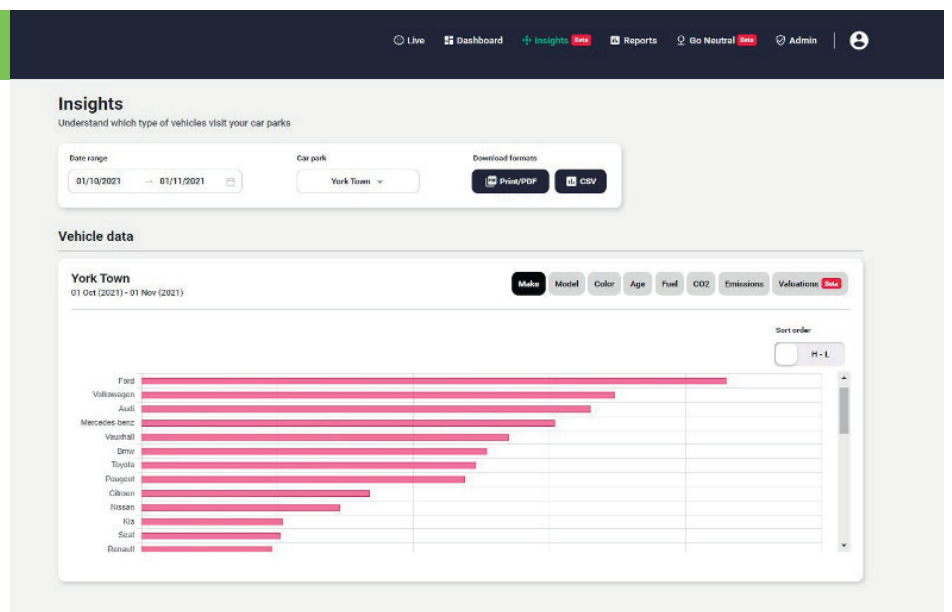 Live Dashboard Insights Beta Reports Go Neutral Beta Admin
Insights
Understand which type of vehicles visit your car parks
Date range Car park Download formats
01/10/2021 → 01/11/2021 York Town Print/PDF CSV
Vehicle data
York Town
01 Oct (2021) - 01 Nov (2021)
Make Model Color Age Fuel CO2 Emissions Valuations Beta
Sort order
H - L
Ford
Volkswagen
Audi
Mercedes-benz
Vauxhall
Bmw
Toyota
Peugeot
Citroen
Nissan
Kia
Seat
Renault